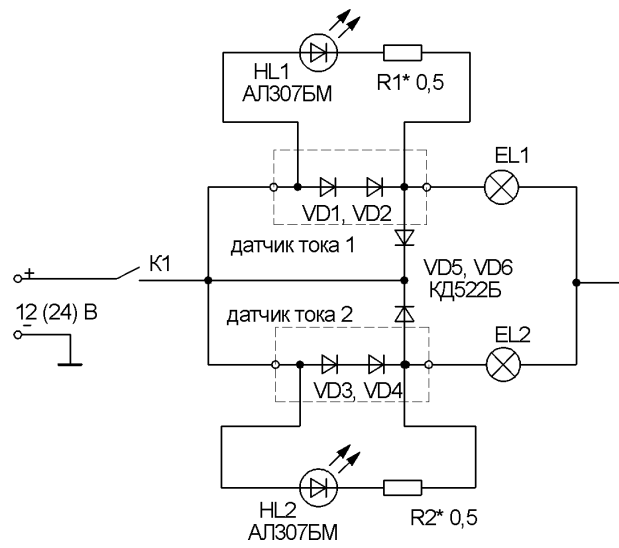 HL1
АЛ307БМ
R1* 0,5
EL1
VD1, VD2
датчик тока 1
+
К1
VD5, VD6
КД522Б
12 (24) В
–
датчик тока 2
EL2
VD3, VD4
HL2
АЛ307БМ
R2* 0,5